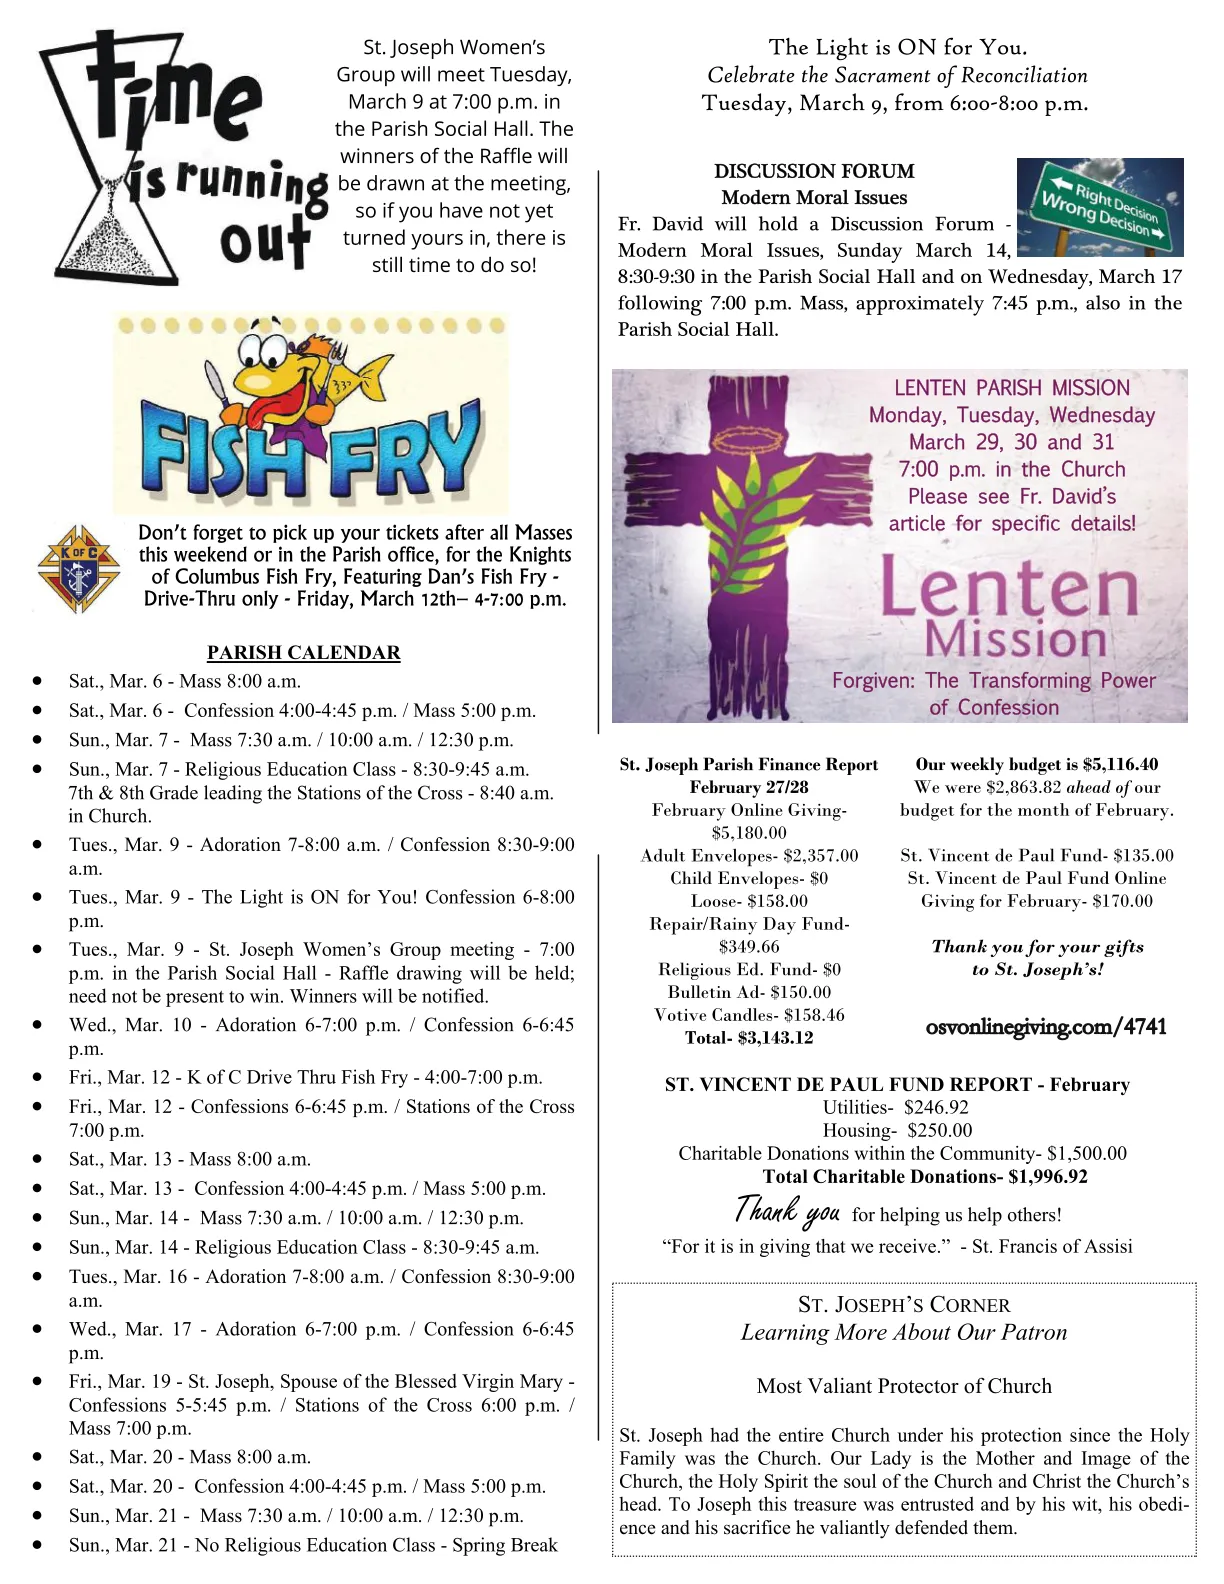 time
is running
out
St. Joseph Women's
Group will meet Tuesday,
March 9 at 7:00 p.m. in
the Parish Social Hall. The
winners of the Raffle will
be drawn at the meeting,
so if you have not yet
turned yours in, there is
still time to do so!
FISH FRY
K OF C
Don't forget to pick up your tickets after all Masses
this weekend or in the Parish office, for the Knights
of Columbus Fish Fry, Featuring Dan's Fish Fry -
Drive-Thru only - Friday, March 12th– 4-7:00 p.m.
PARISH CALENDAR
• Sat., Mar. 6 - Mass 8:00 a.m.
• Sat., Mar. 6 - Confession 4:00-4:45 p.m. / Mass 5:00 p.m.
• Sun., Mar. 7 - Mass 7:30 a.m. / 10:00 a.m. / 12:30 p.m.
• Sun., Mar. 7 - Religious Education Class - 8:30-9:45 a.m.
7th & 8th Grade leading the Stations of the Cross - 8:40 a.m.
in Church.
• Tues., Mar. 9 - Adoration 7-8:00 a.m. / Confession 8:30-9:00
a.m.
• Tues., Mar. 9 - The Light is ON for You! Confession 6-8:00
p.m.
• Tues., Mar. 9 - St. Joseph Women's Group meeting - 7:00
p.m. in the Parish Social Hall - Raffle drawing will be held;
need not be present to win. Winners will be notified.
• Wed., Mar. 10 - Adoration 6-7:00 p.m. / Confession 6-6:45
p.m.
• Fri., Mar. 12 - K of C Drive Thru Fish Fry - 4:00-7:00 p.m.
• Fri., Mar. 12 - Confessions 6-6:45 p.m. / Stations of the Cross
7:00 p.m.
• Sat., Mar. 13 - Mass 8:00 a.m.
• Sat., Mar. 13 - Confession 4:00-4:45 p.m. / Mass 5:00 p.m.
• Sun., Mar. 14 - Mass 7:30 a.m. / 10:00 a.m. / 12:30 p.m.
• Sun., Mar. 14 - Religious Education Class - 8:30-9:45 a.m.
• Tues., Mar. 16 - Adoration 7-8:00 a.m. / Confession 8:30-9:00
a.m.
• Wed., Mar. 17 - Adoration 6-7:00 p.m. / Confession 6-6:45
p.m.
• Fri., Mar. 19 - St. Joseph, Spouse of the Blessed Virgin Mary -
Confessions 5-5:45 p.m. / Stations of the Cross 6:00 p.m. /
Mass 7:00 p.m.
• Sat., Mar. 20 - Mass 8:00 a.m.
• Sat., Mar. 20 - Confession 4:00-4:45 p.m. / Mass 5:00 p.m.
• Sun., Mar. 21 - Mass 7:30 a.m. / 10:00 a.m. / 12:30 p.m.
• Sun., Mar. 21 - No Religious Education Class - Spring Break
The Light is ON for You.
Celebrate the Sacrament of Reconciliation
Tuesday, March 9, from 6:00-8:00 p.m.
DISCUSSION FORUM
Modern Moral Issues
Right Decision
Wrong Decision
Fr. David will hold a Discussion Forum -
Modern Moral Issues, Sunday March 14,
8:30-9:30 in the Parish Social Hall and on Wednesday, March 17
following 7:00 p.m. Mass, approximately 7:45 p.m., also in the
Parish Social Hall.
LENTEN PARISH MISSION
Monday, Tuesday, Wednesday
March 29, 30 and 31
7:00 p.m. in the Church
Please see Fr. David's
article for specific details!
Lenten
Mission
Forgiven: The Transforming Power
of Confession
St. Joseph Parish Finance Report
February 27/28
February Online Giving-
$5,180.00
Adult Envelopes- $2,357.00
Child Envelopes- $0
Loose- $158.00
Repair/Rainy Day Fund-
$349.66
Religious Ed. Fund- $0
Bulletin Ad- $150.00
Votive Candles- $158.46
Total- $3,143.12
Our weekly budget is $5,116.40
We were $2,863.82 ahead of our
budget for the month of February.
St. Vincent de Paul Fund- $135.00
St. Vincent de Paul Fund Online
Giving for February- $170.00
Thank you for your gifts
to St. Joseph's!
osvonlinegiving.com/4741
ST. VINCENT DE PAUL FUND REPORT - February
Utilities- $246.92
Housing- $250.00
Charitable Donations within the Community- $1,500.00
Total Charitable Donations- $1,996.92
Thank you for helping us help others!
“For it is in giving that we receive.” - St. Francis of Assisi
ST. JOSEPH'S CORNER
Learning More About Our Patron
Most Valiant Protector of Church
St. Joseph had the entire Church under his protection since the Holy
Family was the Church. Our Lady is the Mother and Image of the
Church, the Holy Spirit the soul of the Church and Christ the Church's
head. To Joseph this treasure was entrusted and by his wit, his obedi-
ence and his sacrifice he valiantly defended them.